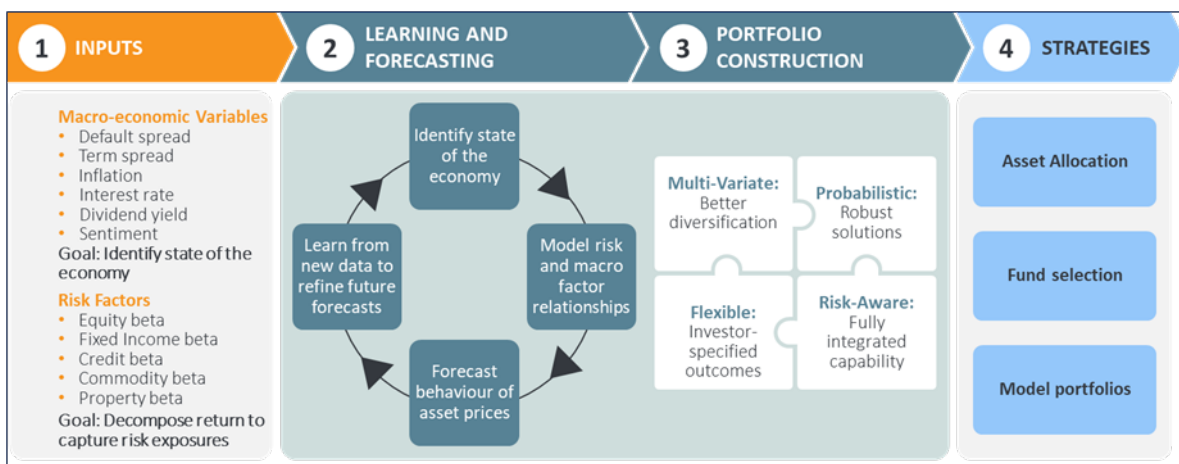 1 INPUTS
2 LEARNING AND
FORECASTING
3 PORTFOLIO
CONSTRUCTION
4 STRATEGIES
Macro-economic Variables
• Default spread
• Term spread
• Inflation
• Interest rate
• Dividend yield
• Sentiment
Goal: Identify state of the
economy
Risk Factors
• Equity beta
• Fixed Income beta
• Credit beta
• Commodity beta
• Property beta
Goal: Decompose return to
capture risk exposures
Identify state
of the
economy
Model risk
and macro
factor
relationships
Forecast
behaviour of
asset prices
Learn from
new data to
refine future
forecasts
Multi-Variate:
Better
diversification
Probabilistic:
Robust
solutions
Flexible:
Investor-
specified
outcomes
Risk-Aware:
Fully
integrated
capability
Asset Allocation
Fund selection
Model portfolios